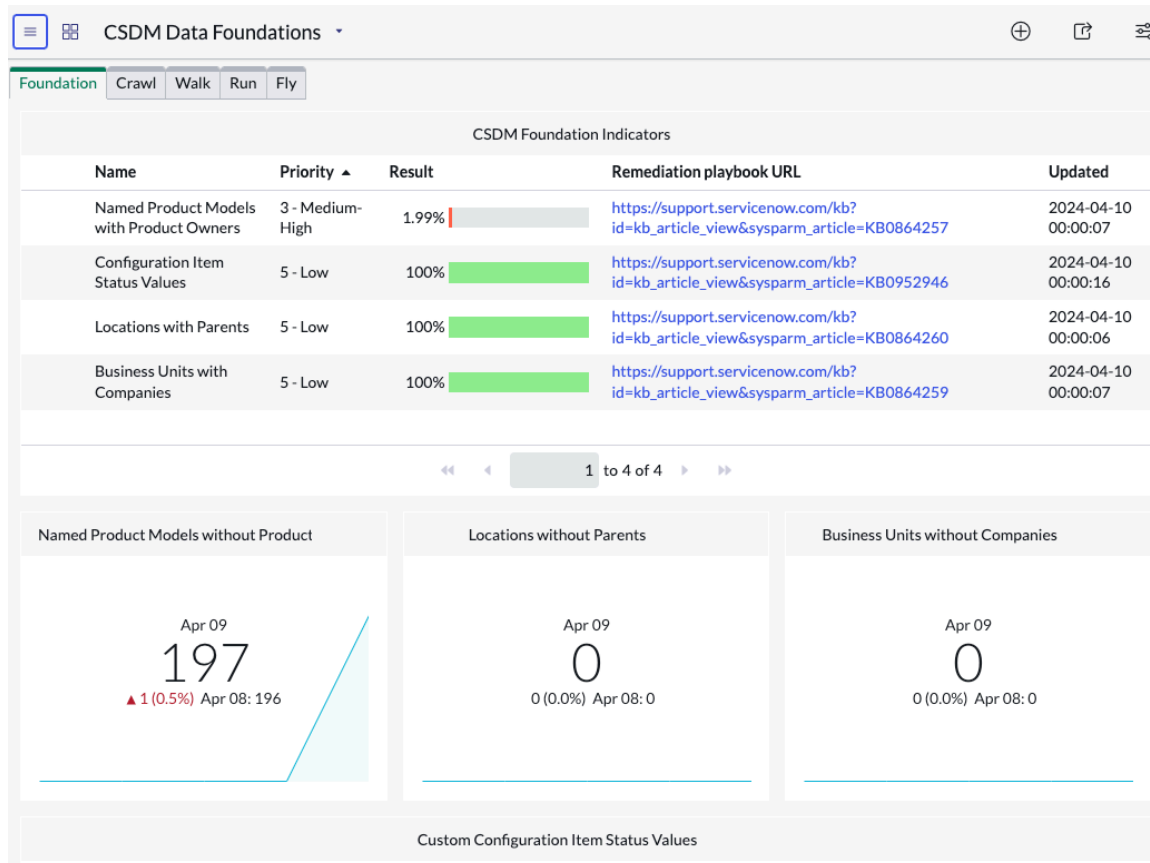 CSDM Data Foundations
Foundation Crawl Walk Run Fly
CSDM Foundation Indicators
Name Priority ▲ Result Remediation playbook URL Updated
Named Product Models with Product Owners
3 - Medium-High
1.99%
https://support.servicenow.com/kb?
id=kb_article_view&sysparm_article=KB0864257
2024-04-10
00:00:07
Configuration Item
Status Values
5 - Low
100%
https://support.servicenow.com/kb?
id=kb_article_view&sysparm_article=KB0952946
2024-04-10
00:00:16
Locations with Parents
5 - Low
100%
https://support.servicenow.com/kb?
id=kb_article_view&sysparm_article=KB0864260
2024-04-10
00:00:06
Business Units with
Companies
5 - Low
100%
https://support.servicenow.com/kb?
id=kb_article_view&sysparm_article=KB0864259
2024-04-10
00:00:07
1 to 4 of 4
Named Product Models without Product
Apr 09
197
▲ 1 (0.5%) Apr 08: 196
Locations without Parents
Apr 09
0
0 (0.0%) Apr 08: 0
Business Units without Companies
Apr 09
0
0 (0.0%) Apr 08: 0
Custom Configuration Item Status Values